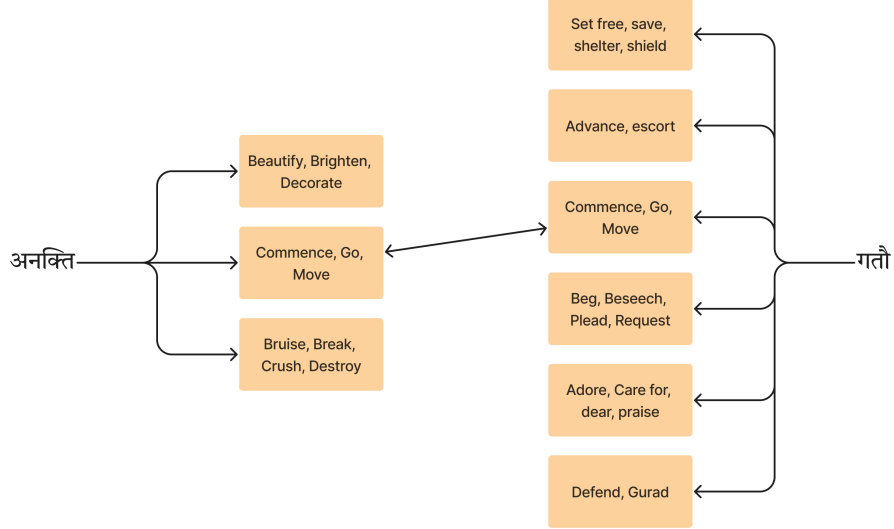 अनक्ति
Beautify, Brighten,
Decorate
Commence, Go,
Move
Bruise, Break,
Crush, Destroy
Set free, save,
shelter, shield
Advance, escort
Commence, Go,
Move
Beg, Beseech,
Plead, Request
Adore, Care for,
dear, praise
Defend, Gurad
गतौ